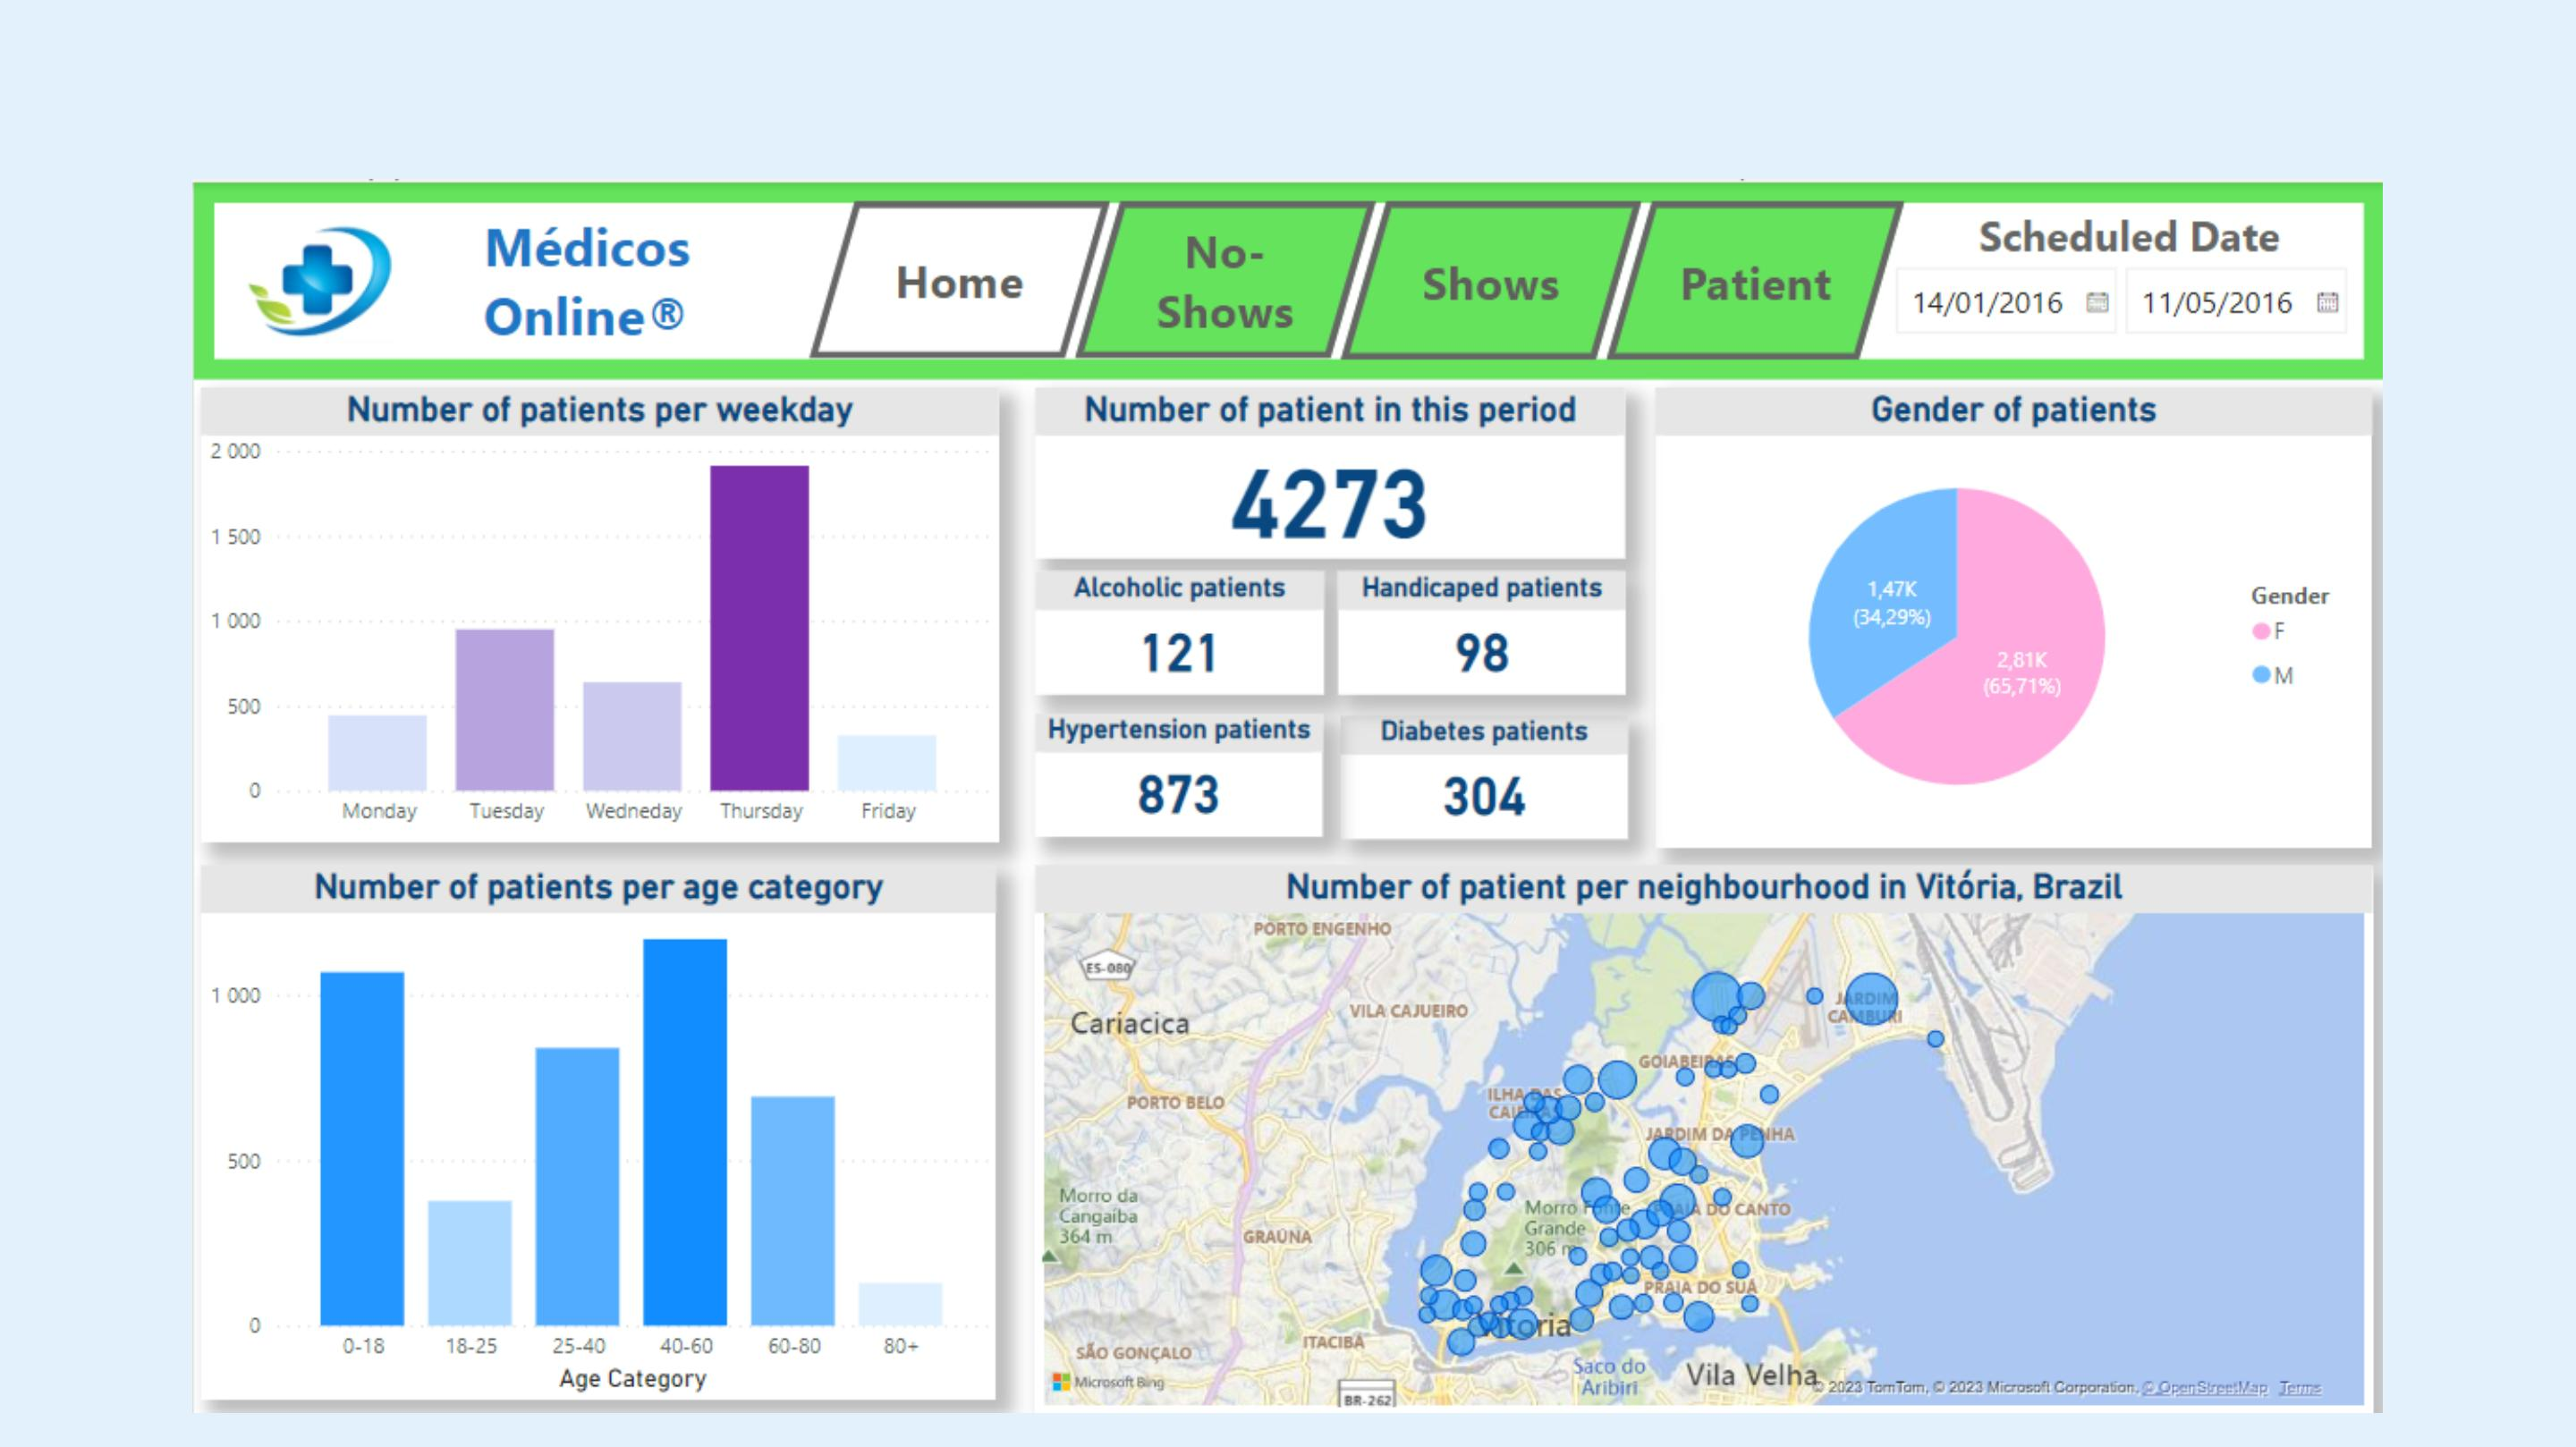 Médicos
Online®
Home
No-
Shows
Shows
Patient
Scheduled Date
14/01/2016
11/05/2016
Number of patients per weekday
2 000
1 500
1 000
500
0
Monday
Tuesday
Wedneday
Thursday
Friday
Number of patient in this period
4273
Alcoholic patients
121
Handicaped patients
98
Hypertension patients
873
Diabetes patients
304
Gender of patients
1,47K
(34,29%)
2,81K
(65,71%)
Gender
F
M
Number of patients per age category
1 000
500
0
0-18
18-25
25-40
40-60
60-80
80+
Age Category
Number of patient per neighbourhood in Vitória, Brazil
PORTO ENGENHO
ES-080
Cariacica
VILA CAJUEIRO
JARDIM
CAMBURI
GOIABEIRAS
ILHA DAS
PORTO BELO
JARDIM DA PENHA
Morro da
Cangaíba
364 m
Morro Fonte
Grande
306 m
PRAIA DO CANTO
GRAÚNA
PRAIA DO SUÁ
Vitória
ITACIBÁ
SÃO GONÇALO
Saco do
Aribiri
Vila Velha
Microsoft Bing
BR-262
© 2023 TomTom, © 2023 Microsoft Corporation, © OpenStreetMap Terms